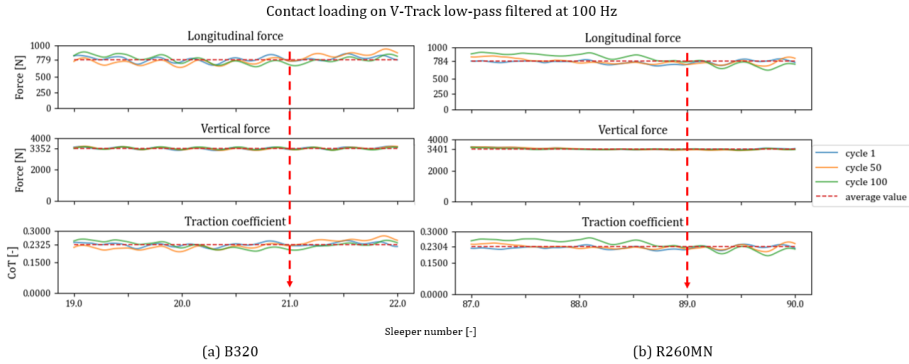 Contact loading on V-Track low-pass filtered at 100 Hz
Longitudinal force
Force [N]
1000
779
500
250
0
Vertical force
Force [N]
4000
3352
2000
0
Traction coefficient
CoT [-]
0.3000
0.2325
0.1500
0.0000
19.0
20.0
21.0
22.0
Longitudinal force
1000
784
500
250
0
Vertical force
4000
3401
2000
0
Traction coefficient
0.3000
0.2304
0.1500
0.0000
87.0
88.0
89.0
90.0
cycle 1
cycle 50
cycle 100
average value
Sleeper number [-]
(a) B320
(b) R260MN